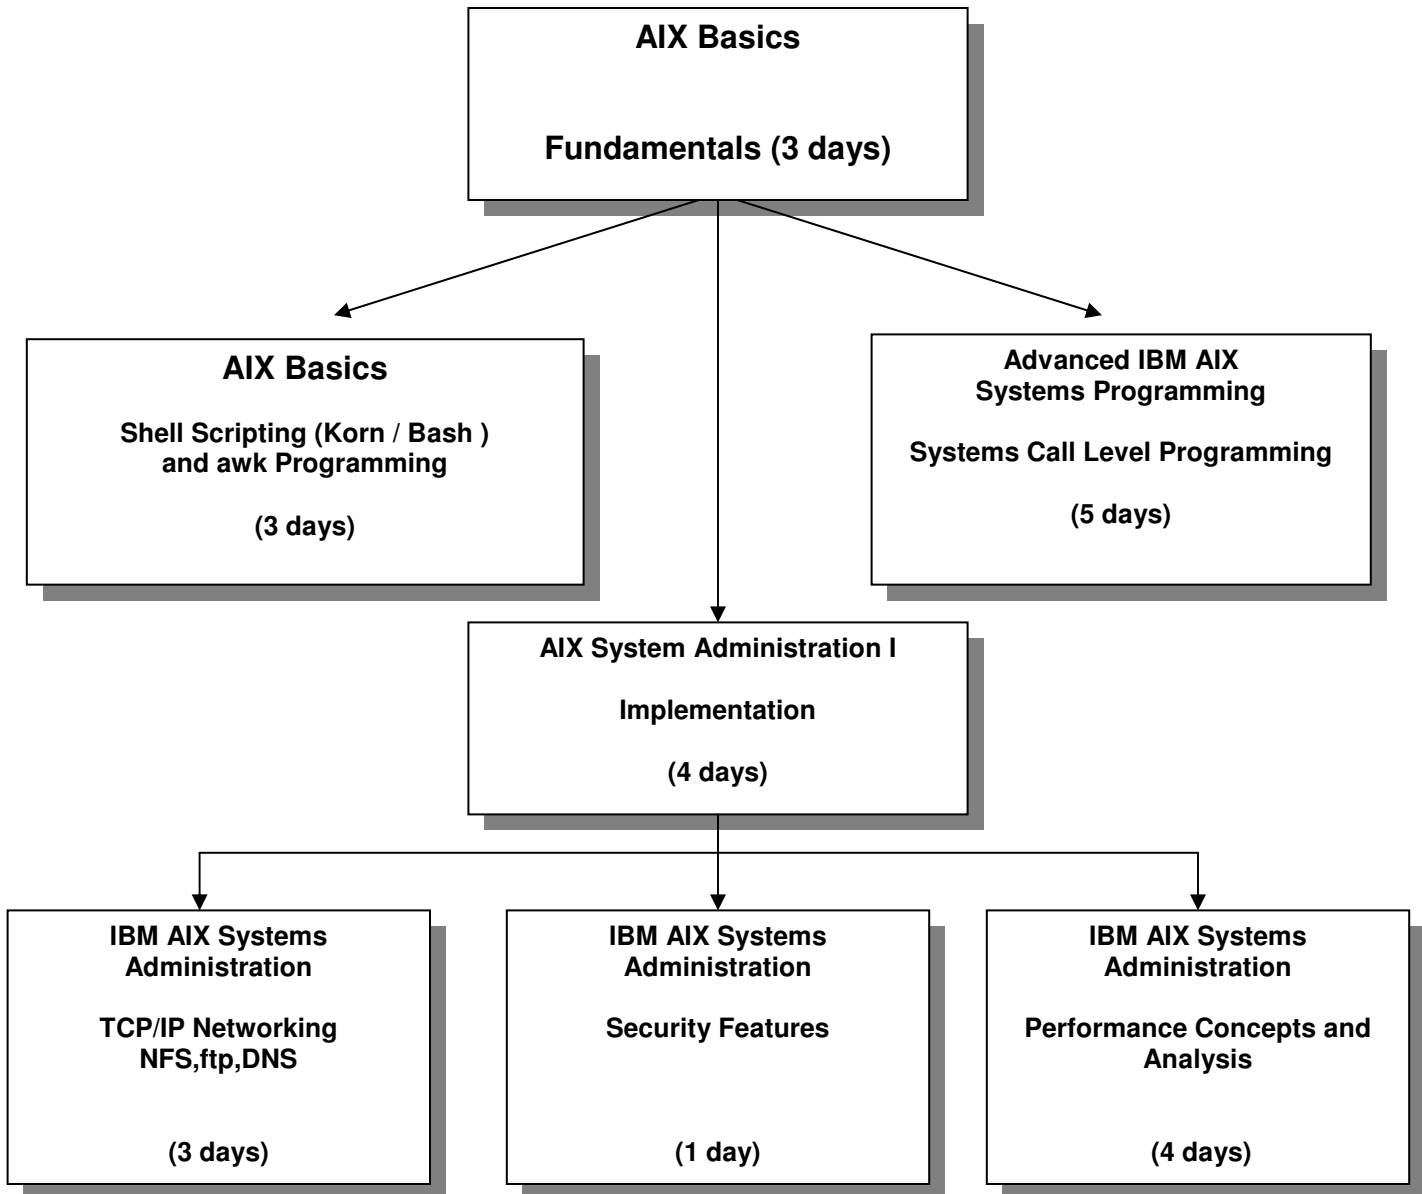 AIX Basics
Fundamentals (3 days)
AIX Basics
Shell Scripting (Korn / Bash )
and awk Programming
(3 days)
Advanced IBM AIX
Systems Programming
Systems Call Level Programming
(5 days)
AIX System Administration I
Implementation
(4 days)
IBM AIX Systems
Administration
TCP/IP Networking
NFS,ftp,DNS
(3 days)
IBM AIX Systems
Administration
Security Features
(1 day)
IBM AIX Systems
Administration
Performance Concepts and
Analysis
(4 days)